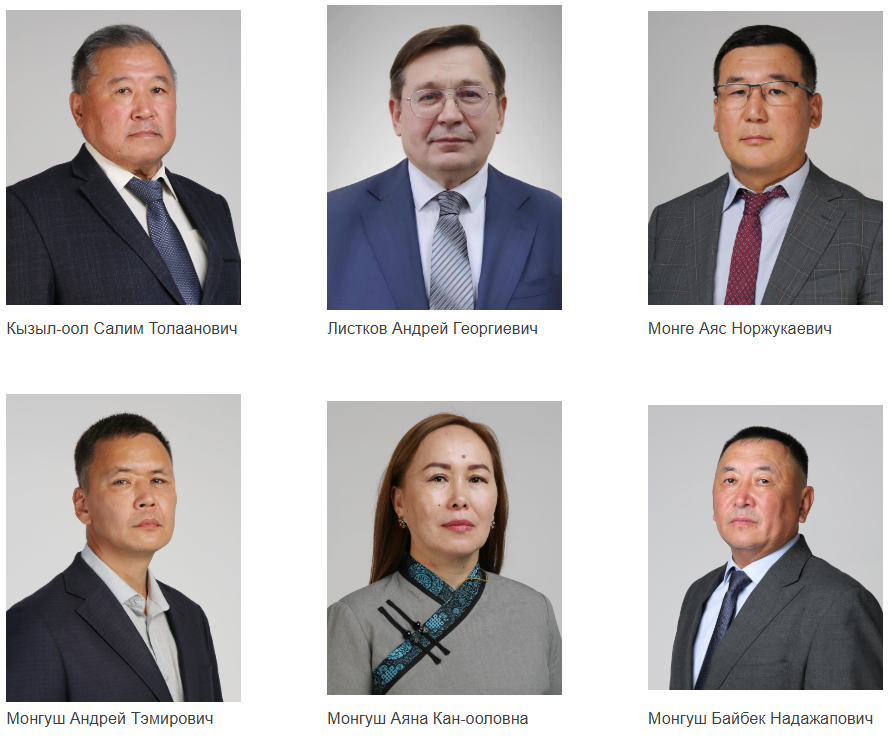 Кызыл-оол Салим Толаанович
Листков Андрей Георгиевич
Монге Аяс Норжукаевич
Монгуш Андрей Тэмирович
Монгуш Аяна Кан-ооловна
Монгуш Байбек Надажапович